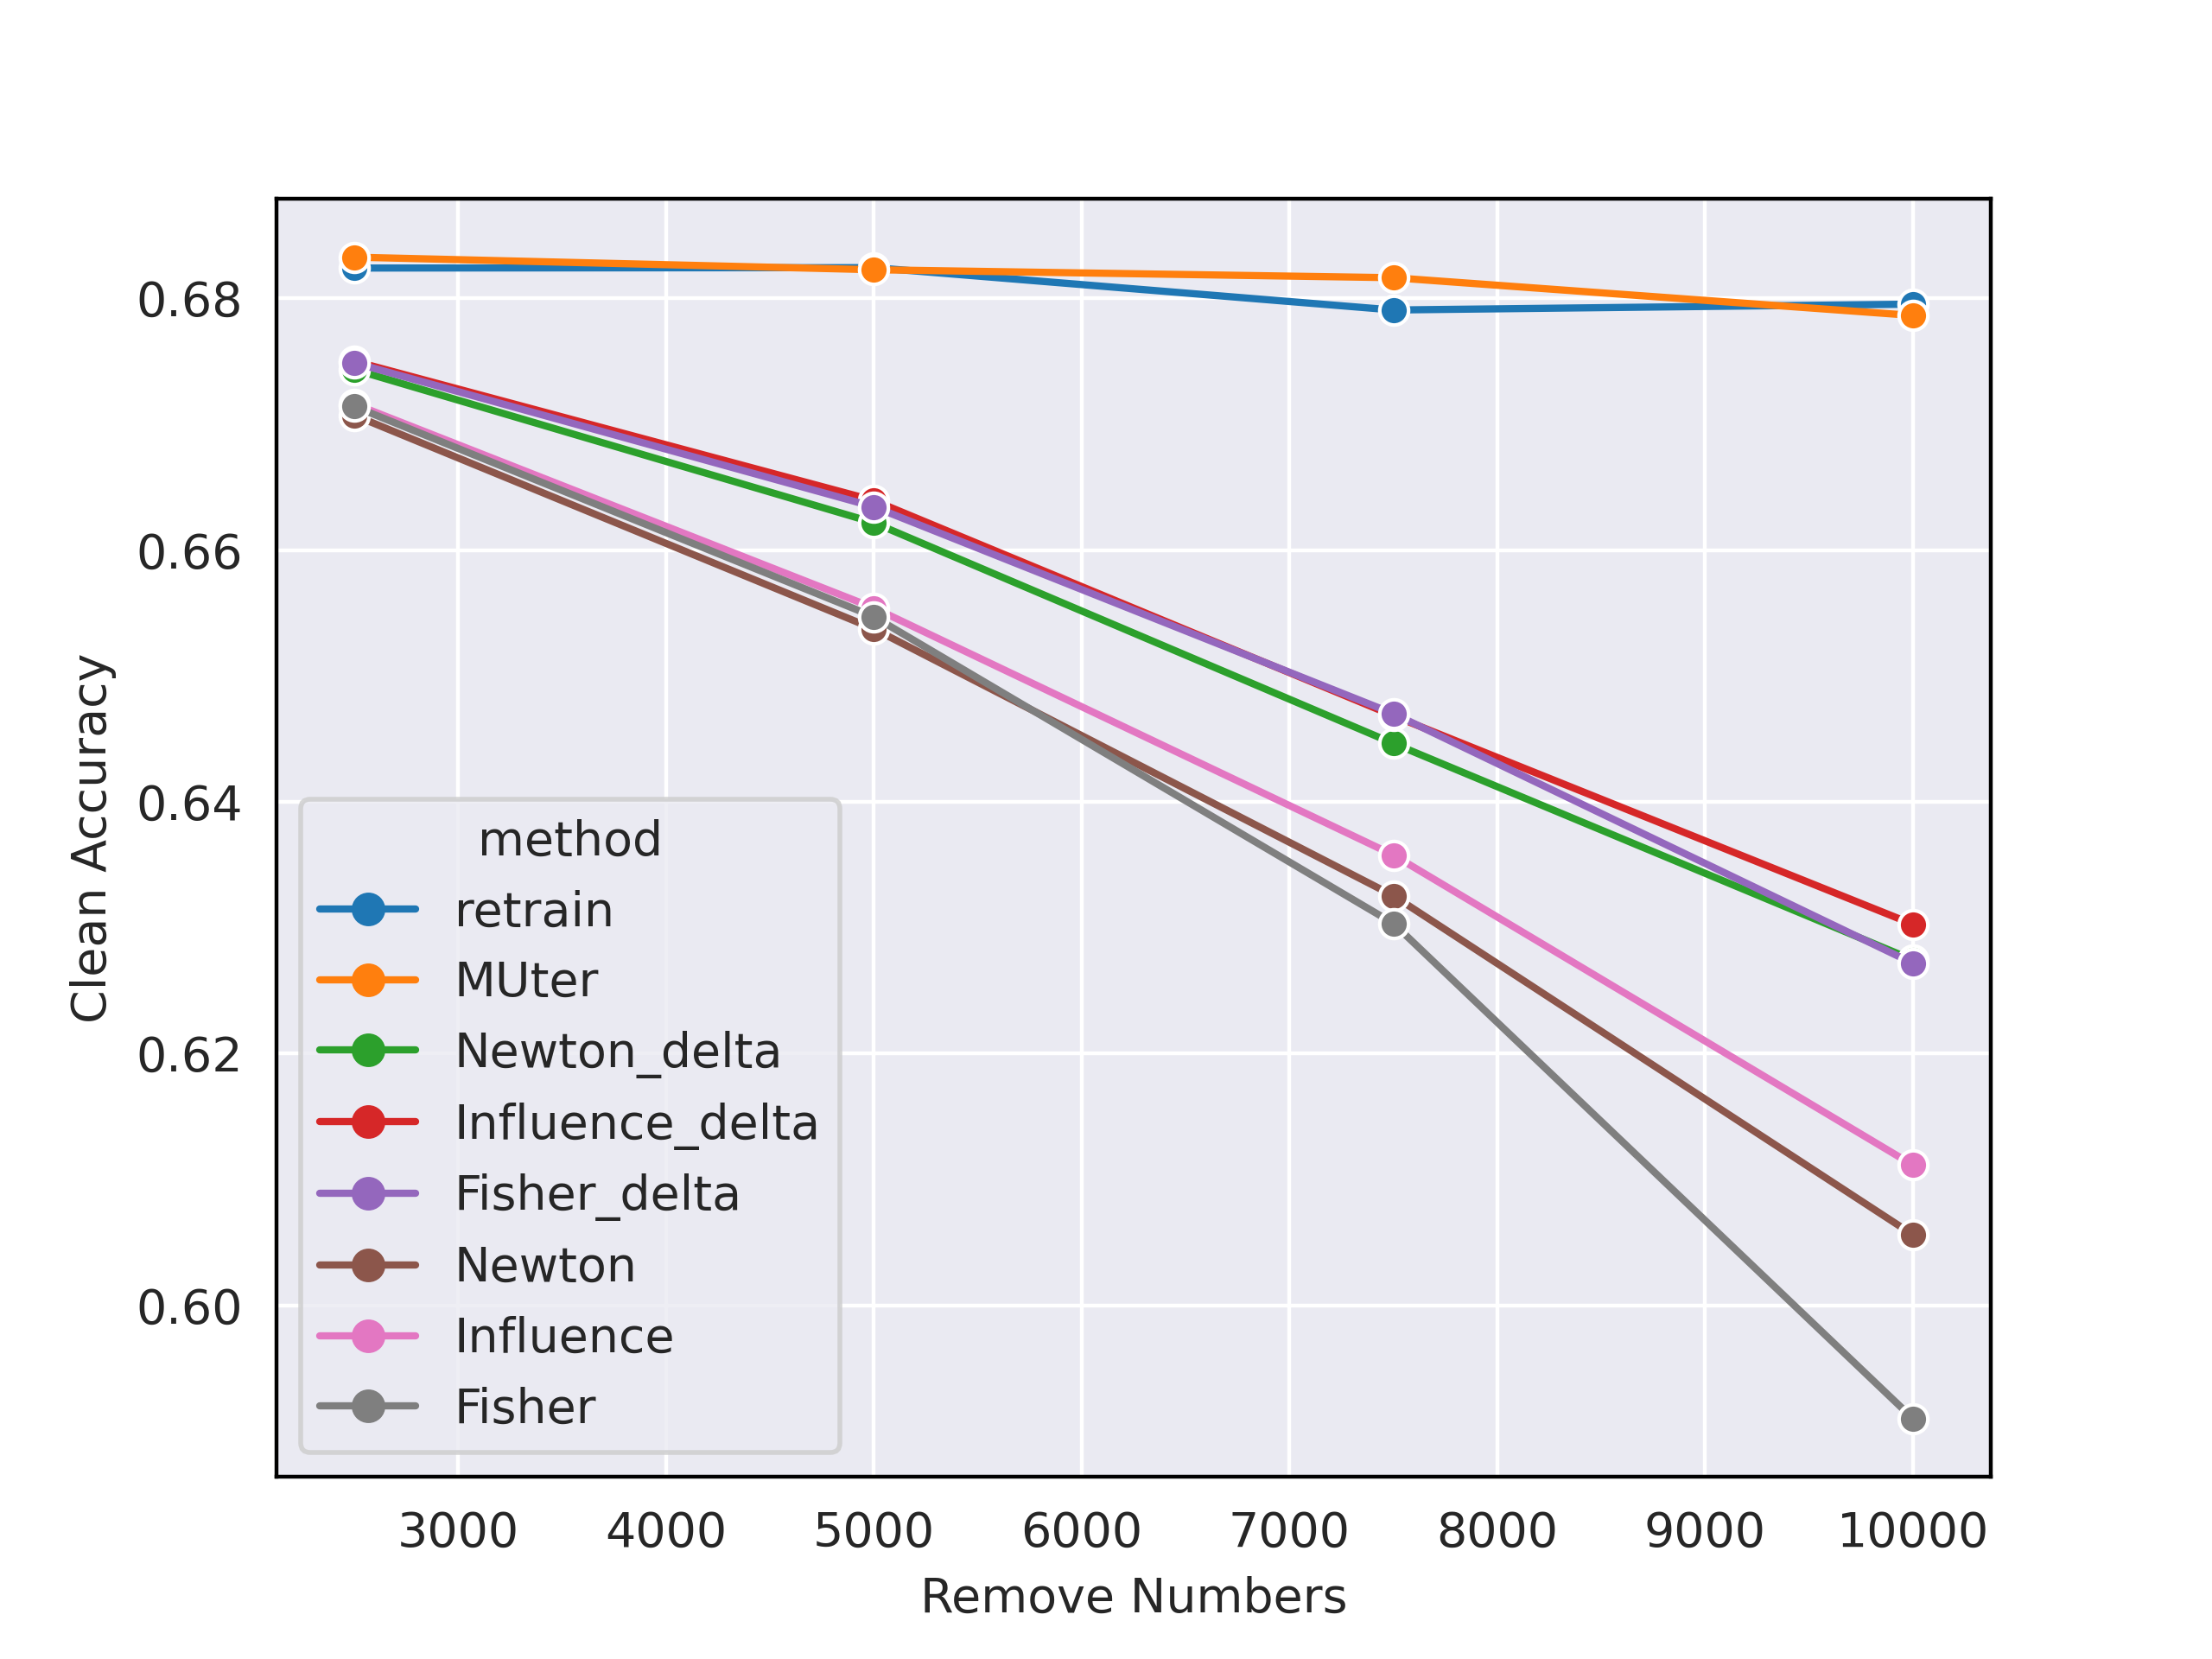 0.68
0.66
0.64
0.62
0.60
Clean Accuracy
method
retrain
MUter
Newton_delta
Influence_delta
Fisher_delta
Newton
Influence
Fisher
3000 4000 5000 6000 7000 8000 9000 10000
Remove Numbers